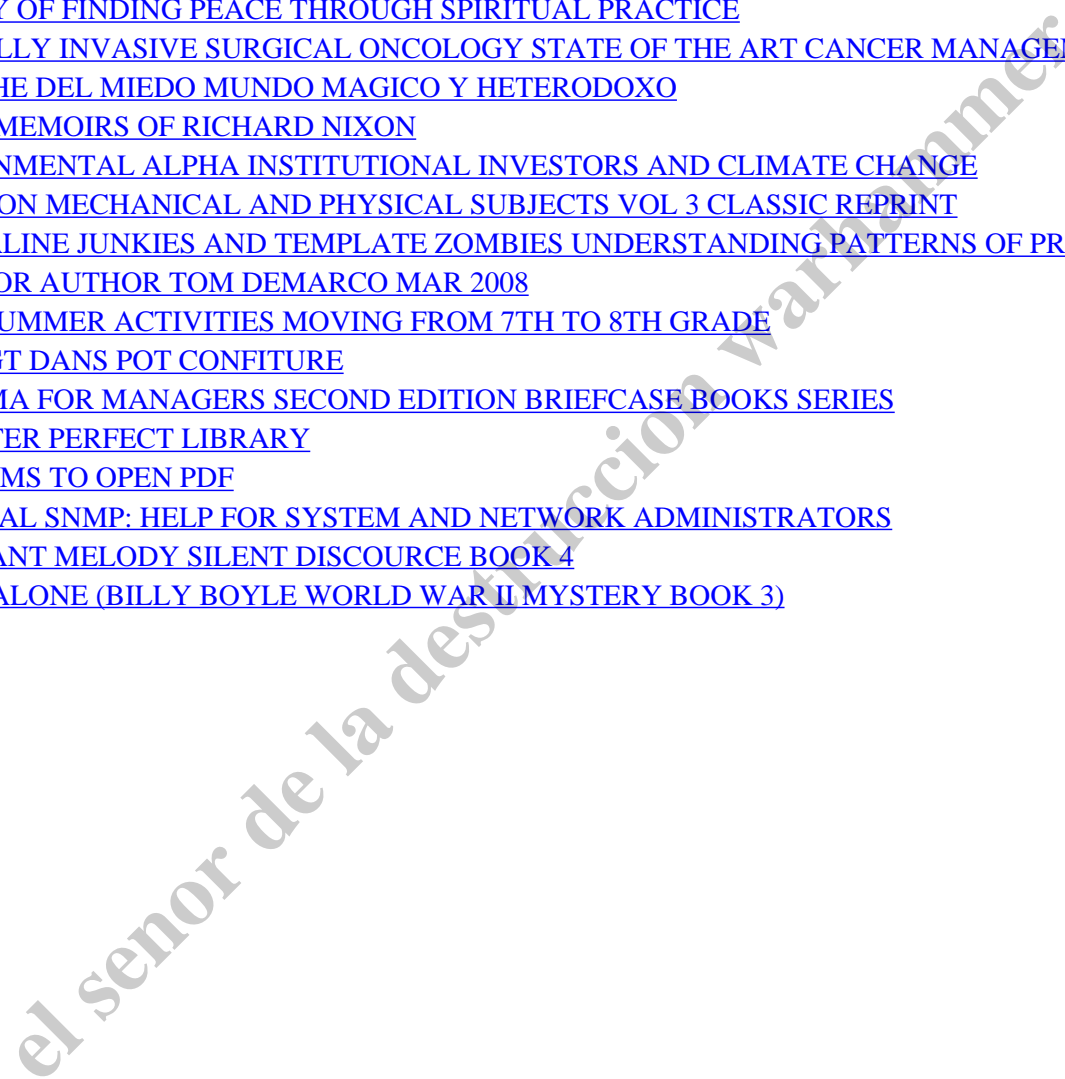 Y OF FINDING PEACE THROUGH SPIRITUAL PRACTICE
LLY INVASIVE SURGICAL ONCOLOGY STATE OF THE ART CANCER MANAGEM
HE DEL MIEDO MUNDO MAGICO Y HETERODOXO
MEMOIRS OF RICHARD NIXON
NMENTAL ALPHA INSTITUTIONAL INVESTORS AND CLIMATE CHANGE
ON MECHANICAL AND PHYSICAL SUBJECTS VOL 3 CLASSIC REPRINT
ALINE JUNKIES AND TEMPLATE ZOMBIES UNDERSTANDING PATTERNS OF PR
OR AUTHOR TOM DEMARCO MAR 2008
UMMER ACTIVITIES MOVING FROM 7TH TO 8TH GRADE
GT DANS POT CONFITURE
MA FOR MANAGERS SECOND EDITION BRIEFCASE BOOKS SERIES
TER PERFECT LIBRARY
MS TO OPEN PDF
AL SNMP: HELP FOR SYSTEM AND NETWORK ADMINISTRATORS
ANT MELODY SILENT DISCOURCE BOOK 4
ALONE (BILLY BOYLE WORLD WAR II MYSTERY BOOK 3)
el senor de la destruccion warhammer